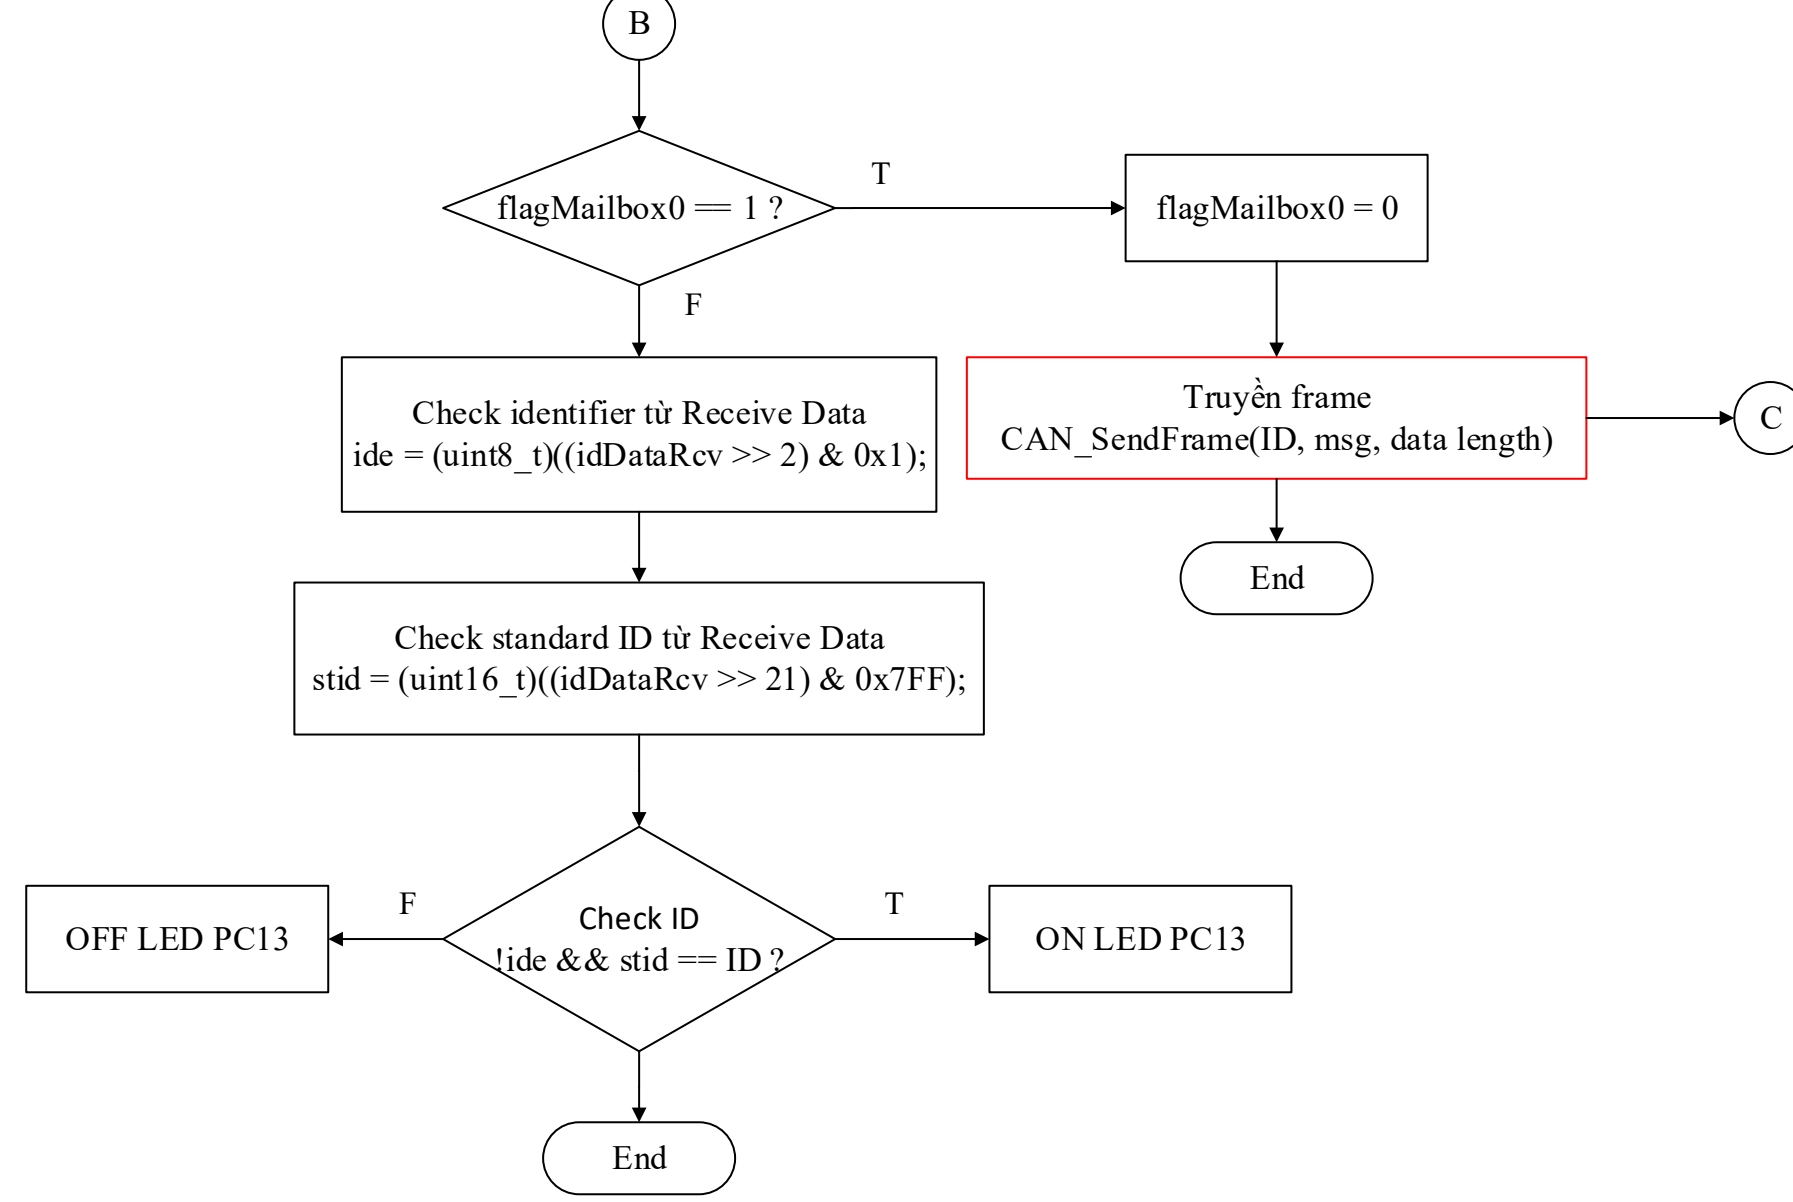 B
flagMailbox0 == 1 ?
T
flagMailbox0 = 0
F
Check identifier từ Receive Data
ide = (uint8_t)((idDataRcv >> 2) & 0x1);
Truyền frame
CAN_SendFrame(ID, msg, data length)
C
End
Check standard ID từ Receive Data
stid = (uint16_t)((idDataRcv >> 21) & 0x7FF);
F
OFF LED PC13
Check ID
!ide && stid == ID ?
T
ON LED PC13
End